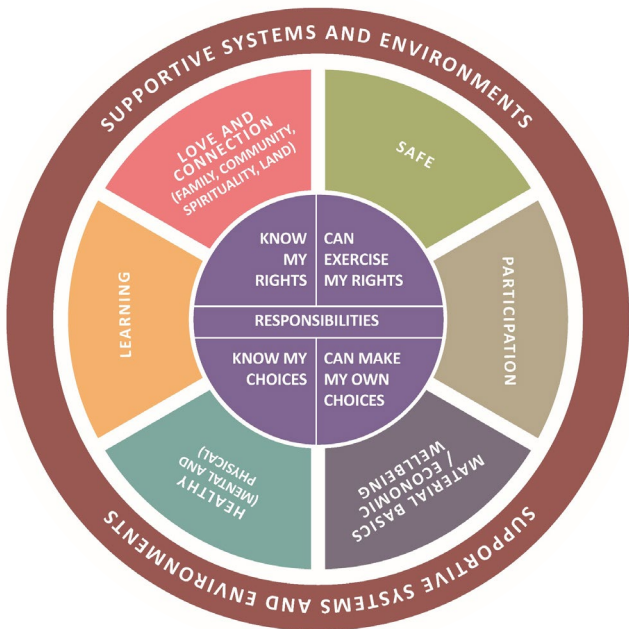 SUPPORTIVE SYSTEMS AND ENVIRONMENTS
LOVE AND
CONNECTION
(FAMILY, COMMUNITY,
SPIRITUALITY, LAND)
SAFE
PARTICIPATION
MATERIAL BASICS
/ ECONOMIC
WELLBEING
HEALTHY
(MENTAL AND
PHYSICAL)
LEARNING
KNOW
MY
RIGHTS
CAN
EXERCISE
MY RIGHTS
RESPONSIBILITIES
KNOW MY
CHOICES
CAN MAKE
MY OWN
CHOICES
SUPPORTIVE SYSTEMS AND ENVIRONMENTS